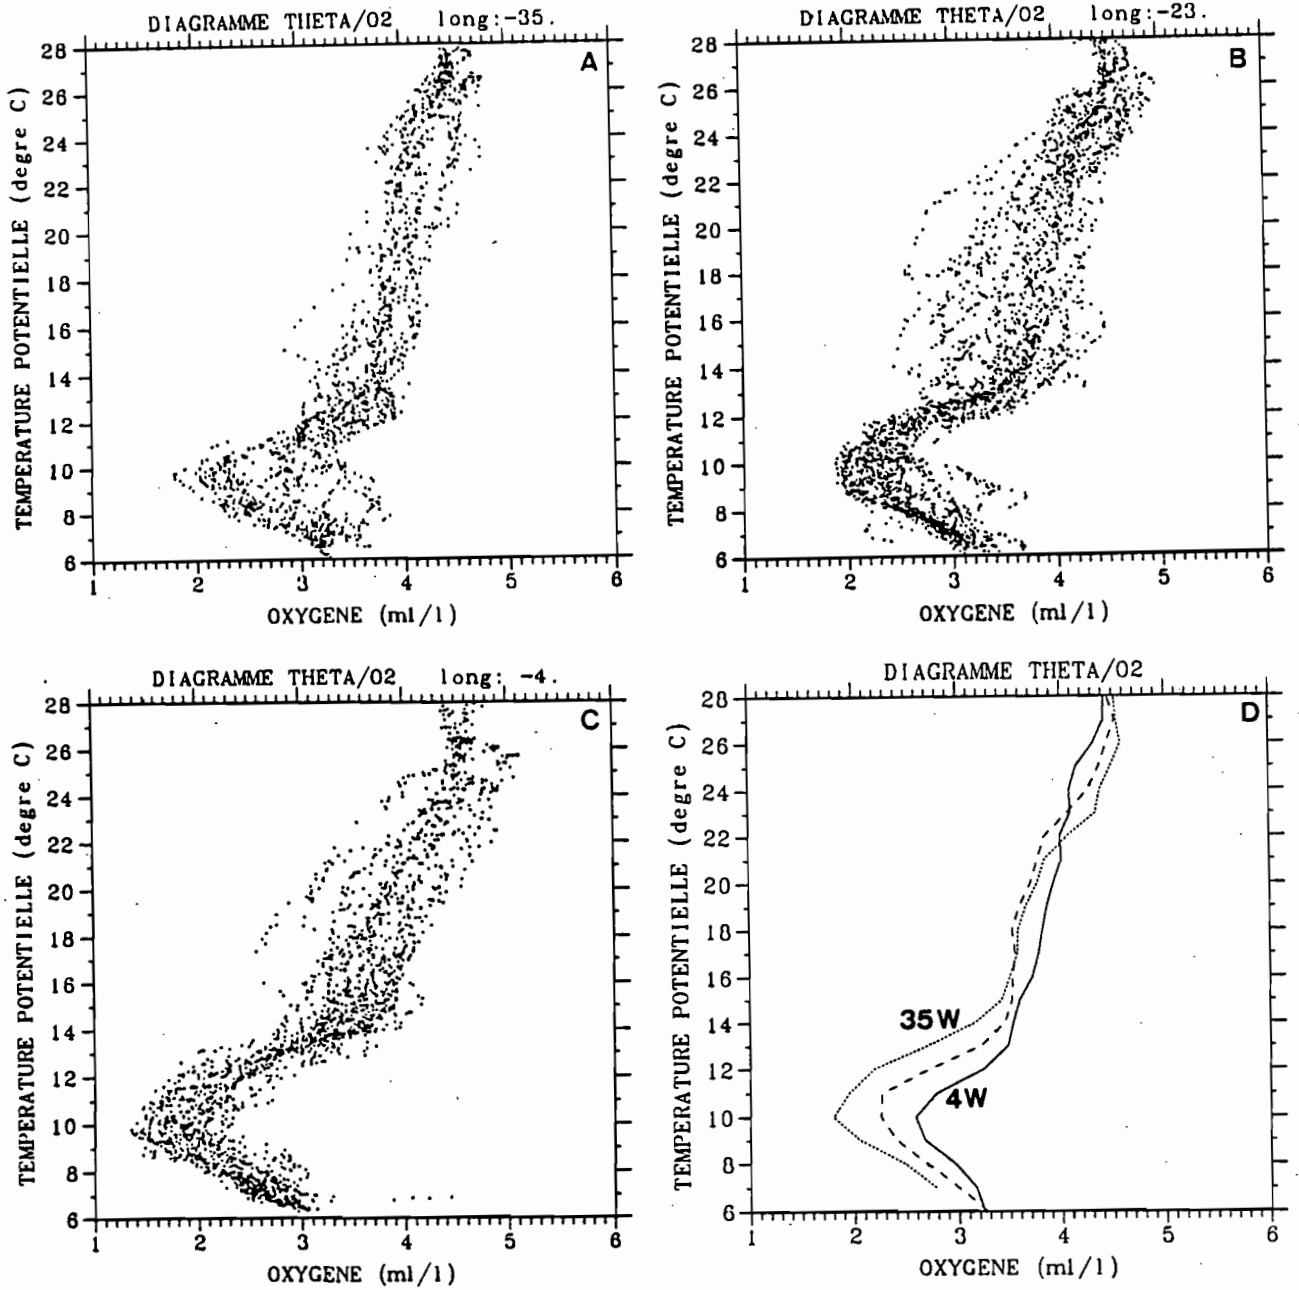 DIAGRAMME THETA/O2 long:-35.
A
TEMPERATURE POTENTIELLE (degre C)
28
26
24
22
20
18
16
14
12
10
8
6
1 2 3 4 5 6
OXYGENE (ml/l)
DIAGRAMME THETA/O2 long:-23.
B
TEMPERATURE POTENTIELLE (degre C)
28
26
24
22
20
18
16
14
12
10
8
6
1 2 3 4 5 6
OXYGENE (ml/l)
DIAGRAMME THETA/O2 long: -4.
C
TEMPERATURE POTENTIELLE (degre C)
28
26
24
22
20
18
16
14
12
10
8
6
1 2 3 4 5 6
OXYGENE (ml/l)
DIAGRAMME THETA/O2
D
TEMPERATURE POTENTIELLE (degre C)
28
26
24
22
20
18
16
14
12
10
8
6
35W
4W
1 2 3 4 5 6
OXYGENE (ml/l)